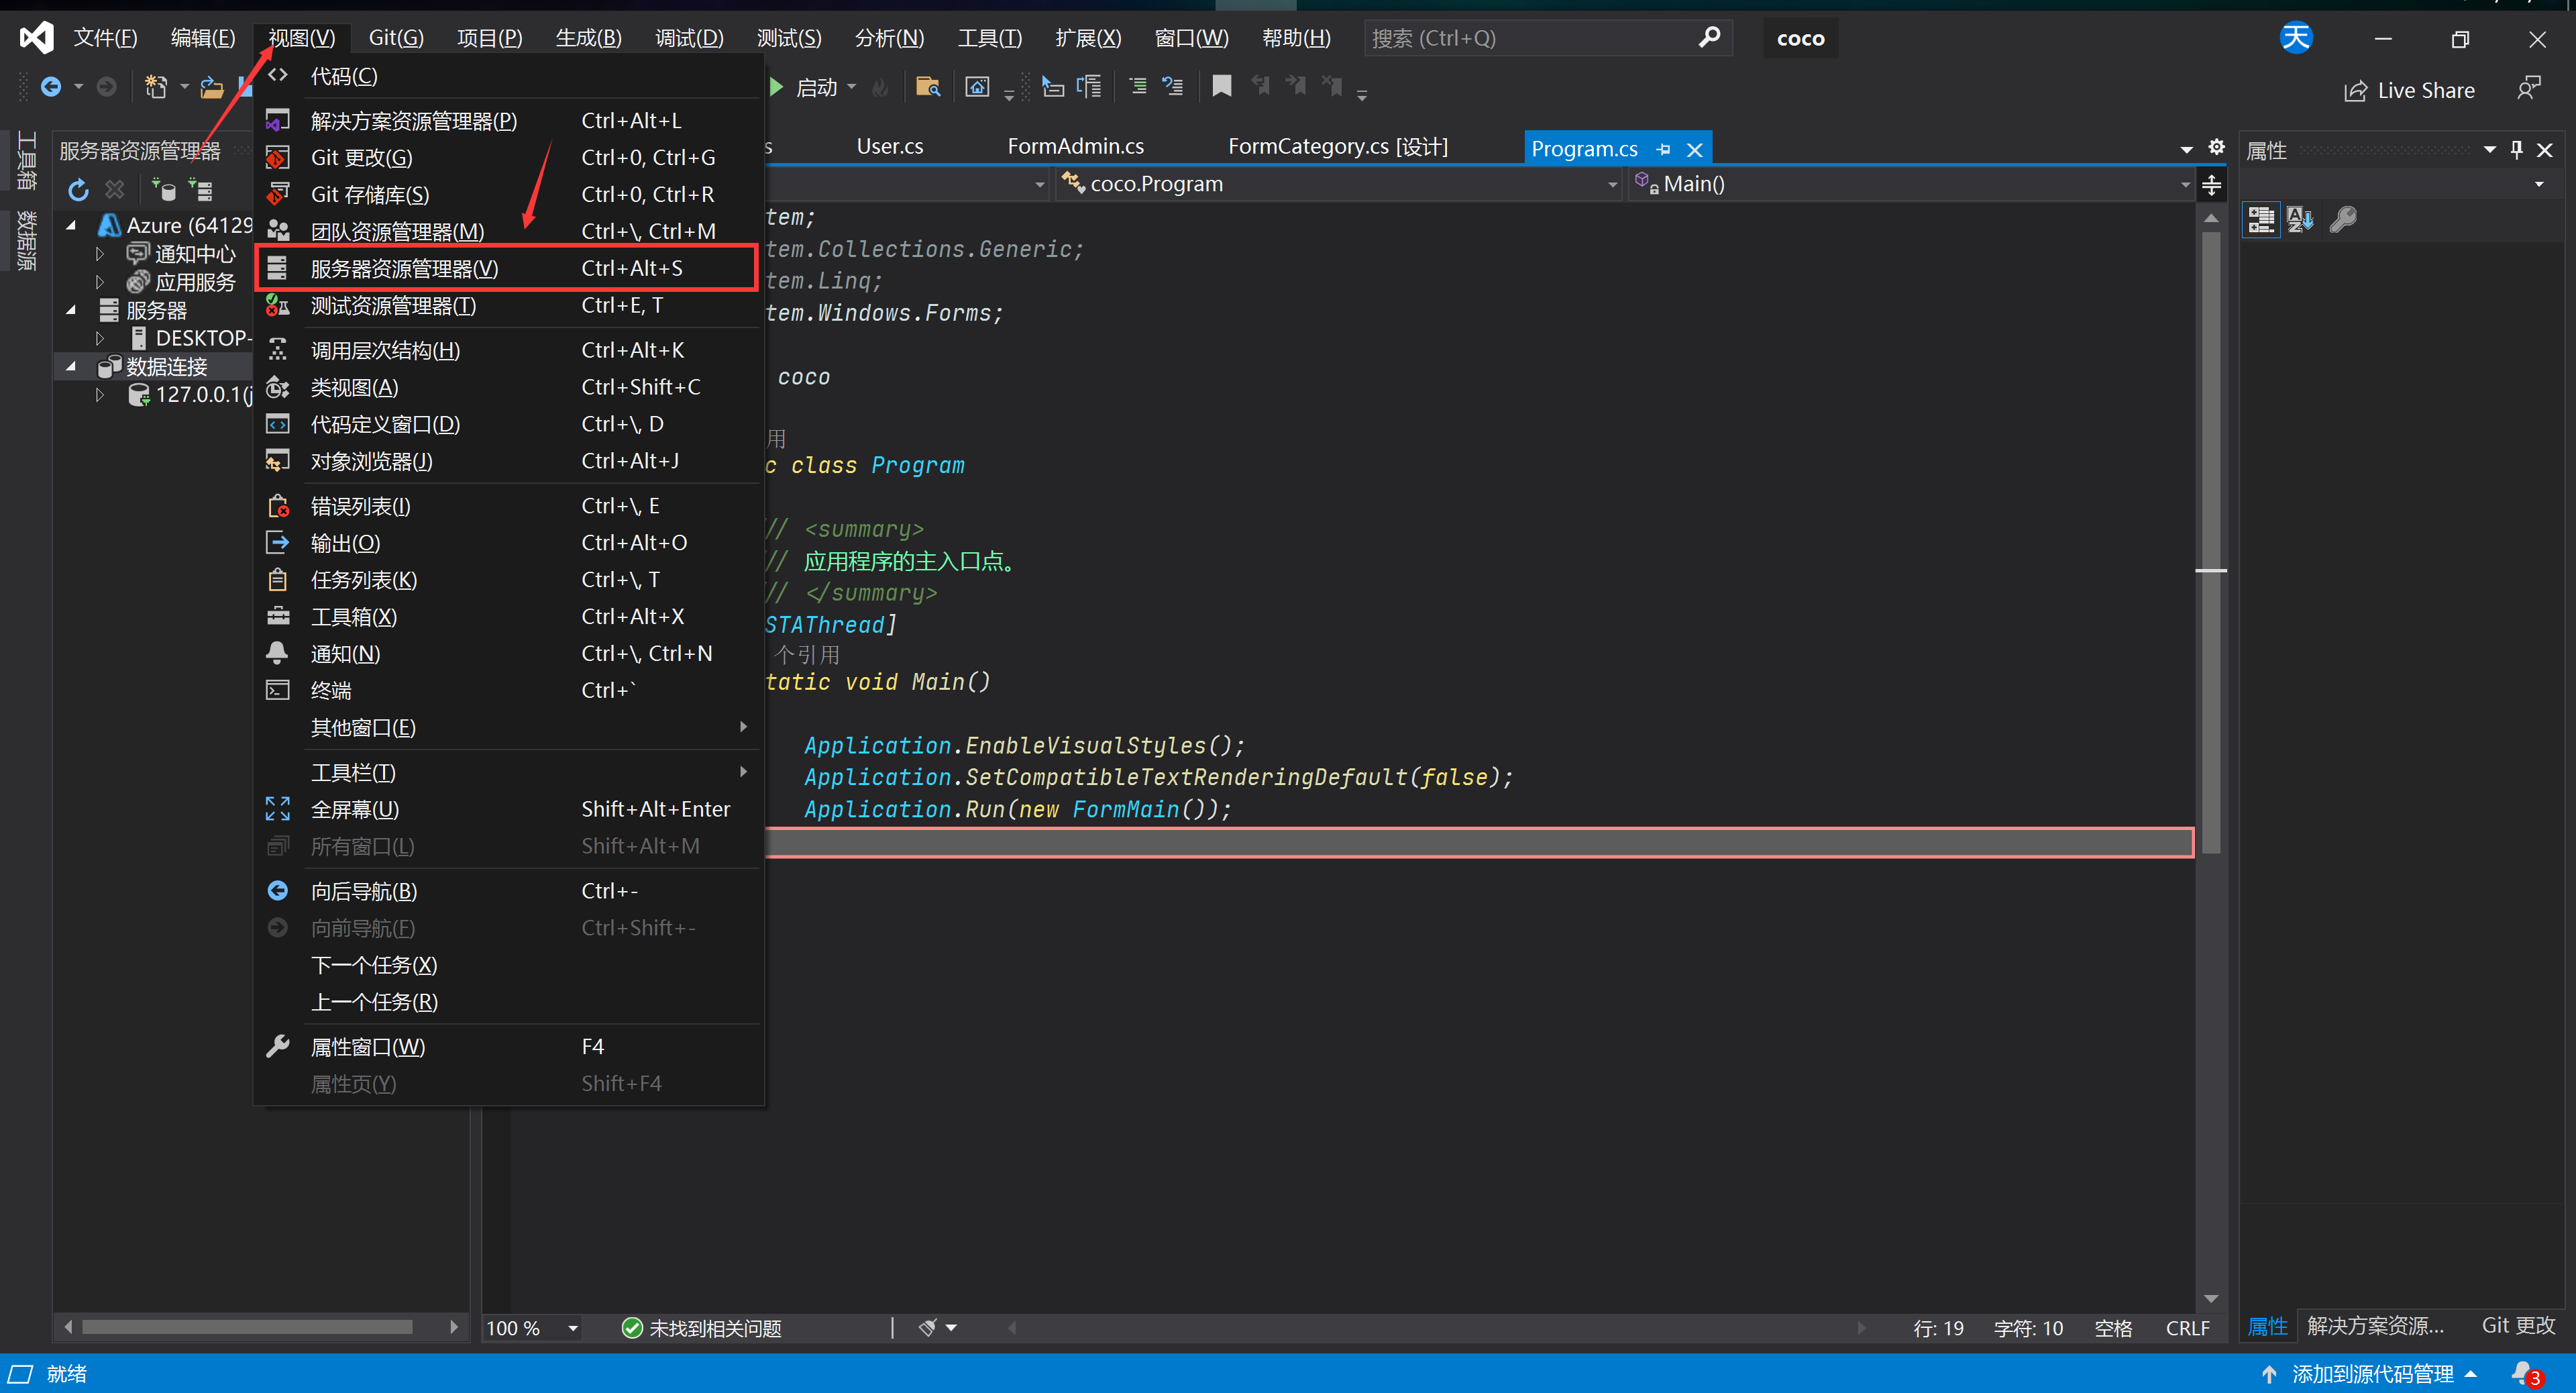 文件(F) 编辑(E) 视图(V) Git(G) 项目(P) 生成(B) 调试(D) 测试(S) 分析(N) 工具(T) 扩展(X) 窗口(W) 帮助(H) 搜索 (Ctrl+Q) coco 天
启动 Live Share
工具箱
数据源
服务器资源管理器
Azure (64129
通知中心
应用服务
服务器
DESKTOP-
数据连接
127.0.0.1(j
代码(C)
解决方案资源管理器(P) Ctrl+Alt+L
Git 更改(G) Ctrl+0, Ctrl+G
Git 存储库(S) Ctrl+0, Ctrl+R
团队资源管理器(M) Ctrl+\, Ctrl+M
服务器资源管理器(V) Ctrl+Alt+S
测试资源管理器(T) Ctrl+E, T
调用层次结构(H) Ctrl+Alt+K
类视图(A) Ctrl+Shift+C
代码定义窗口(D) Ctrl+\, D
对象浏览器(J) Ctrl+Alt+J
错误列表(I) Ctrl+\, E
输出(O) Ctrl+Alt+O
任务列表(K) Ctrl+\, T
工具箱(X) Ctrl+Alt+X
通知(N) Ctrl+\, Ctrl+N
终端 Ctrl+`
其他窗口(E)
工具栏(T)
全屏幕(U) Shift+Alt+Enter
所有窗口(L) Shift+Alt+M
向后导航(B) Ctrl+-
向前导航(F) Ctrl+Shift+-
下一个任务(X)
上一个任务(R)
属性窗口(W) F4
属性页(Y) Shift+F4
s User.cs FormAdmin.cs FormCategory.cs [设计] Program.cs
coco.Program Main()
tem;
tem.Collections.Generic;
tem.Linq;
tem.Windows.Forms;
coco
用
c class Program
// <summary>
// 应用程序的主入口点。
// </summary>
STAThread]
个引用
tatic void Main()
Application.EnableVisualStyles();
Application.SetCompatibleTextRenderingDefault(false);
Application.Run(new FormMain());
属性
100 % 未找到相关问题 行: 19 字符: 10 空格 CRLF
属性 解决方案资源... Git 更改
就绪 添加到源代码管理 3